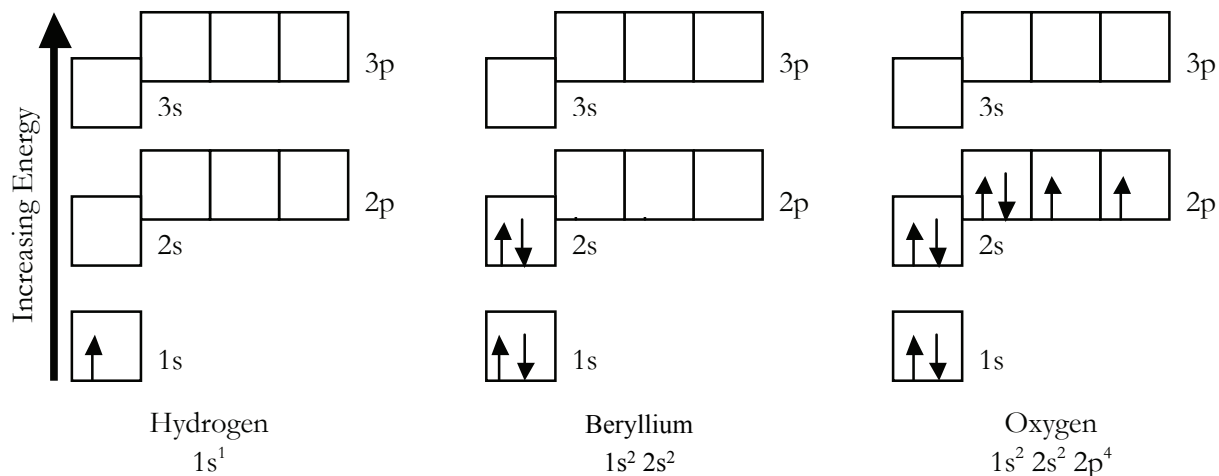 Increasing Energy
3p
3s
2p
2s
1s
Hydrogen
1s¹
3p
3s
2p
2s
1s
Beryllium
1s² 2s²
3p
3s
2p
2s
1s
Oxygen
1s² 2s² 2p⁴